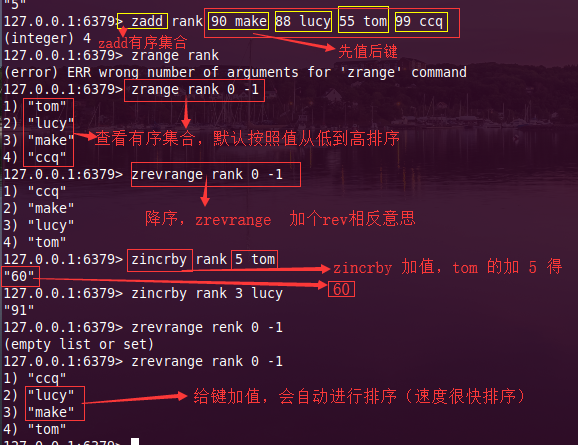 "5"
127.0.0.1:6379> zadd rank 90 make 88 lucy 55 tom 99 ccq
(integer) 4 zadd有序集合 先值后键
127.0.0.1:6379> zrange rank
(error) ERR wrong number of arguments for 'zrange' command
127.0.0.1:6379> zrange rank 0 -1
1) "tom"
2) "lucy"
3) "make" 查看有序集合，默认按照值从低到高排序
4) "ccq"
127.0.0.1:6379> zrevrange rank 0 -1
1) "ccq"
2) "make" 降序，zrevrange 加个rev相反意思
3) "lucy"
4) "tom"
127.0.0.1:6379> zincrby rank 5 tom
"60" zincrby 加值，tom 的加 5 得
127.0.0.1:6379> zincrby rank 3 lucy 60
"91"
127.0.0.1:6379> zrevrange rank 0 -1
(empty list or set)
127.0.0.1:6379> zrevrange rank 0 -1
1) "ccq"
2) "lucy" 给键加值，会自动进行排序（速度很快排序）
3) "make"
4) "tom"
127.0.0.1:6379>